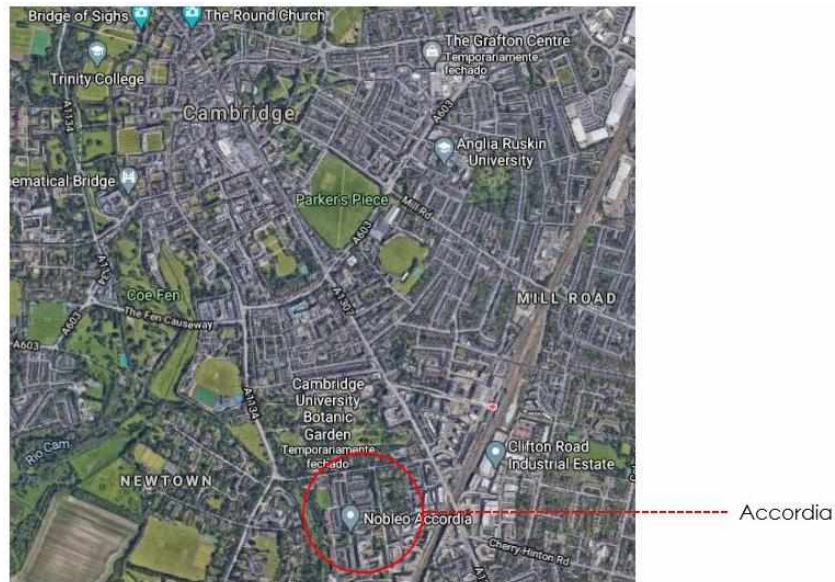 Bridge of Sighs
The Round Church
Trinity College
The Grafton Centre
Temporariamente
fechado
A1134
Cambridge
A603
Anglia Ruskin
University
ematical Bridge
Parker's Piece
Mill Rd
A603
A1134
Coe Fen
The Fen Causeway
A1307
MILL ROAD
A603
A603
A1134
Cambridge
University
Botanic
Garden
Temporariamente
fechado
Rio Cam
Clifton Road
Industrial Estate
NEWTOWN
Nobleo Accordia
Accordia
Cherry Hinton Rd